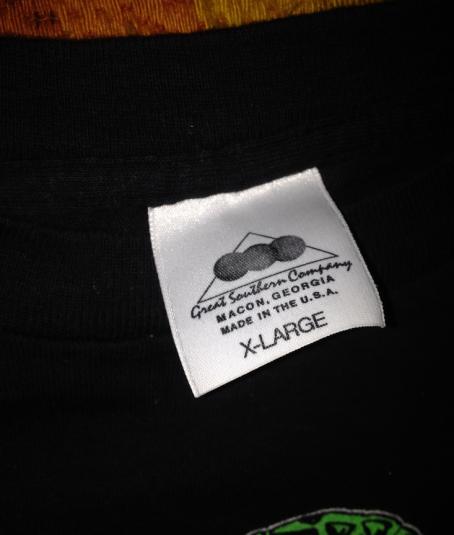 Great Southern Company
MACON, GEORGIA
MADE IN THE U.S.A.
X-LARGE